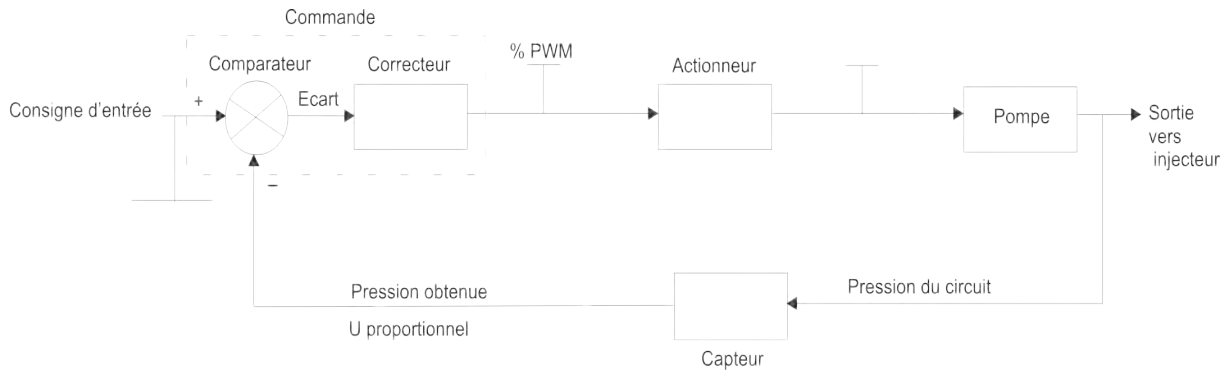 Commande
% PWM
Comparateur
Correcteur
Actionneur
Consigne d'entrée
+
Ecart
Pompe
Sortie
vers
injecteur
–
Pression obtenue
U proportionnel
Pression du circuit
Capteur